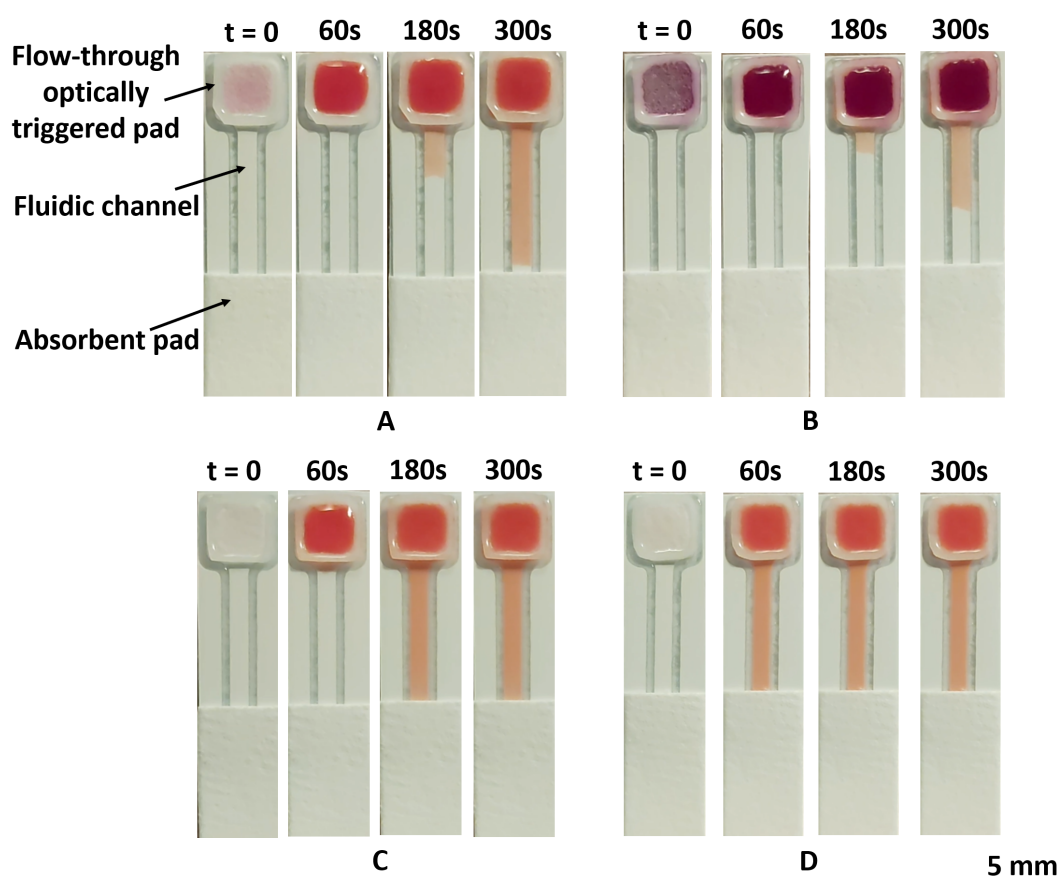 t = 0 60s 180s 300s
Flow-through
optically
triggered pad
Fluidic channel
Absorbent pad
A
t = 0 60s 180s 300s
B
t = 0 60s 180s 300s
C
t = 0 60s 180s 300s
D
5 mm